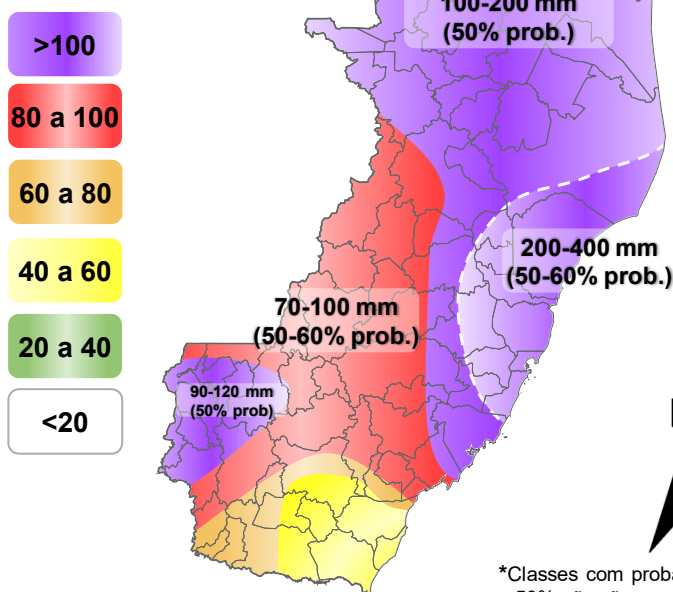 >100
80 a 100
60 a 80
40 a 60
20 a 40
<20
100-200 mm
(50% prob.)
200-400 mm
(50-60% prob.)
70-100 mm
(50-60% prob.)
90-120 mm
(50% prob)
*Classes com